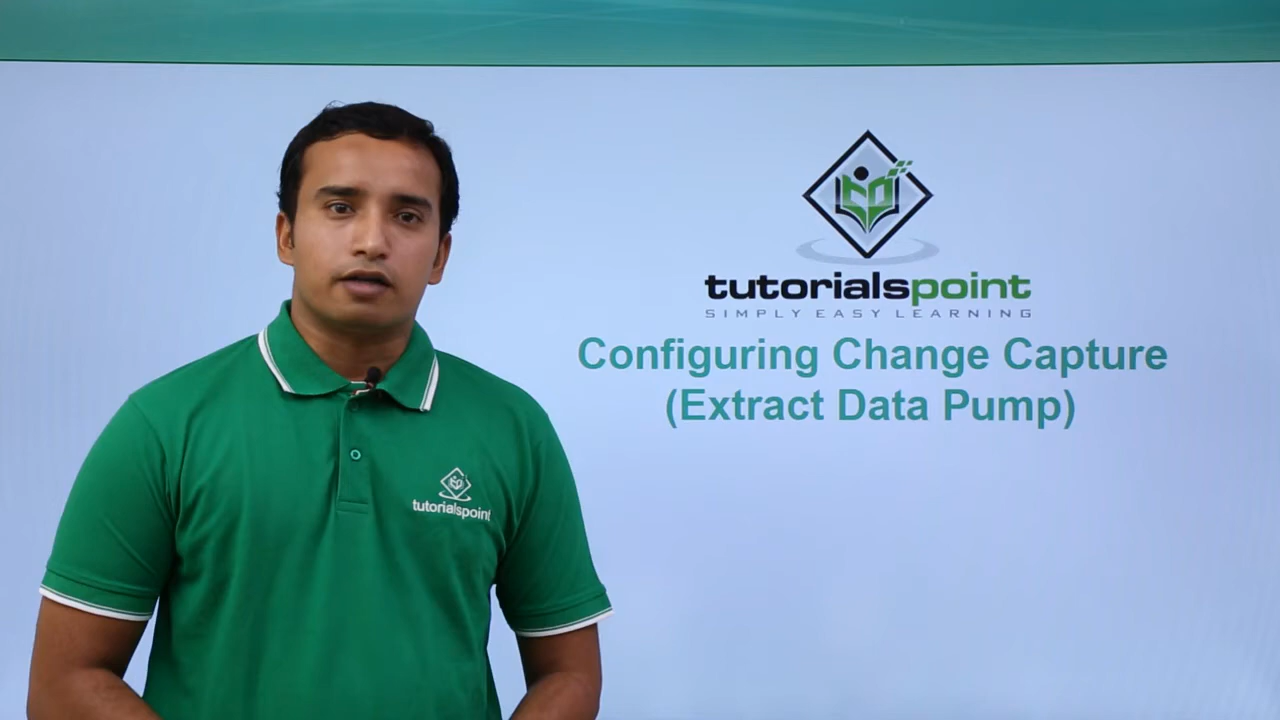 tutorialspoint
SIMPLY EASY LEARNING
Configuring Change Capture
(Extract Data Pump)
tutorialspoint